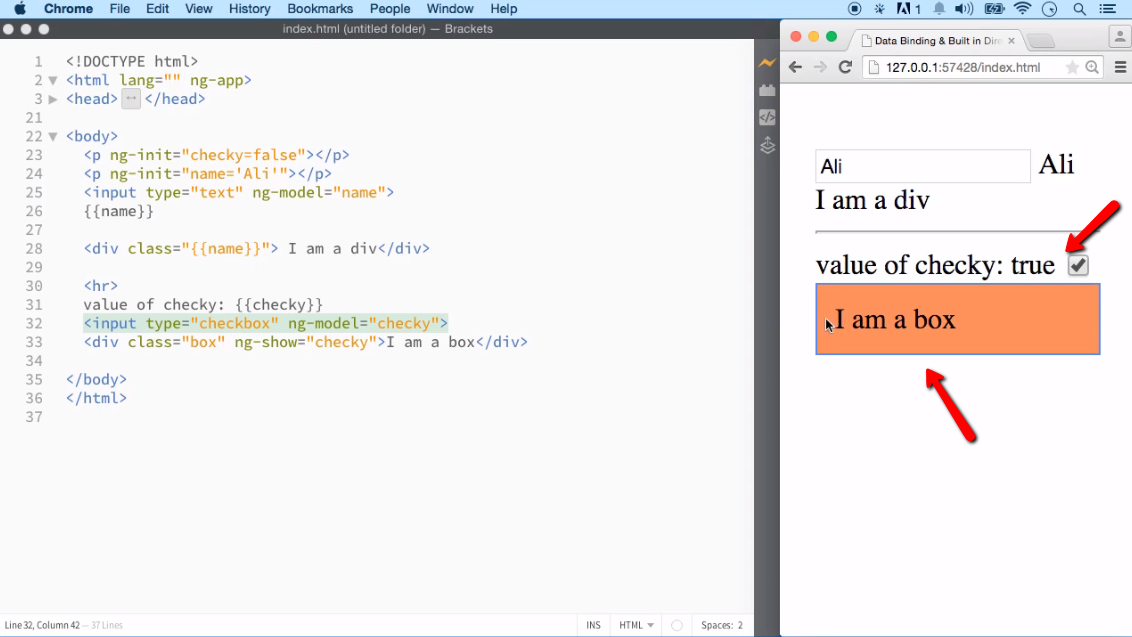 Chrome File Edit View History Bookmarks People Window Help 1
index.html (untitled folder) — Brackets
1 <!DOCTYPE html>
2 <html lang="" ng-app>
3 <head> ↔ </head>
21
22 <body>
23 <p ng-init="checky=false"></p>
24 <p ng-init="name='Ali'"></p>
25 <input type="text" ng-model="name">
26 {{name}}
27
28 <div class="{{name}}"> I am a div</div>
29
30 <hr>
31 value of checky: {{checky}}
32 <input type="checkbox" ng-model="checky">
33 <div class="box" ng-show="checky">I am a box</div>
34
35 </body>
36 </html>
37
Line 32, Column 42 — 37 Lines
INS HTML Spaces: 2
Data Binding & Built in Dire
127.0.0.1:57428/index.html
Ali Ali
I am a div
value of checky: true
I am a box